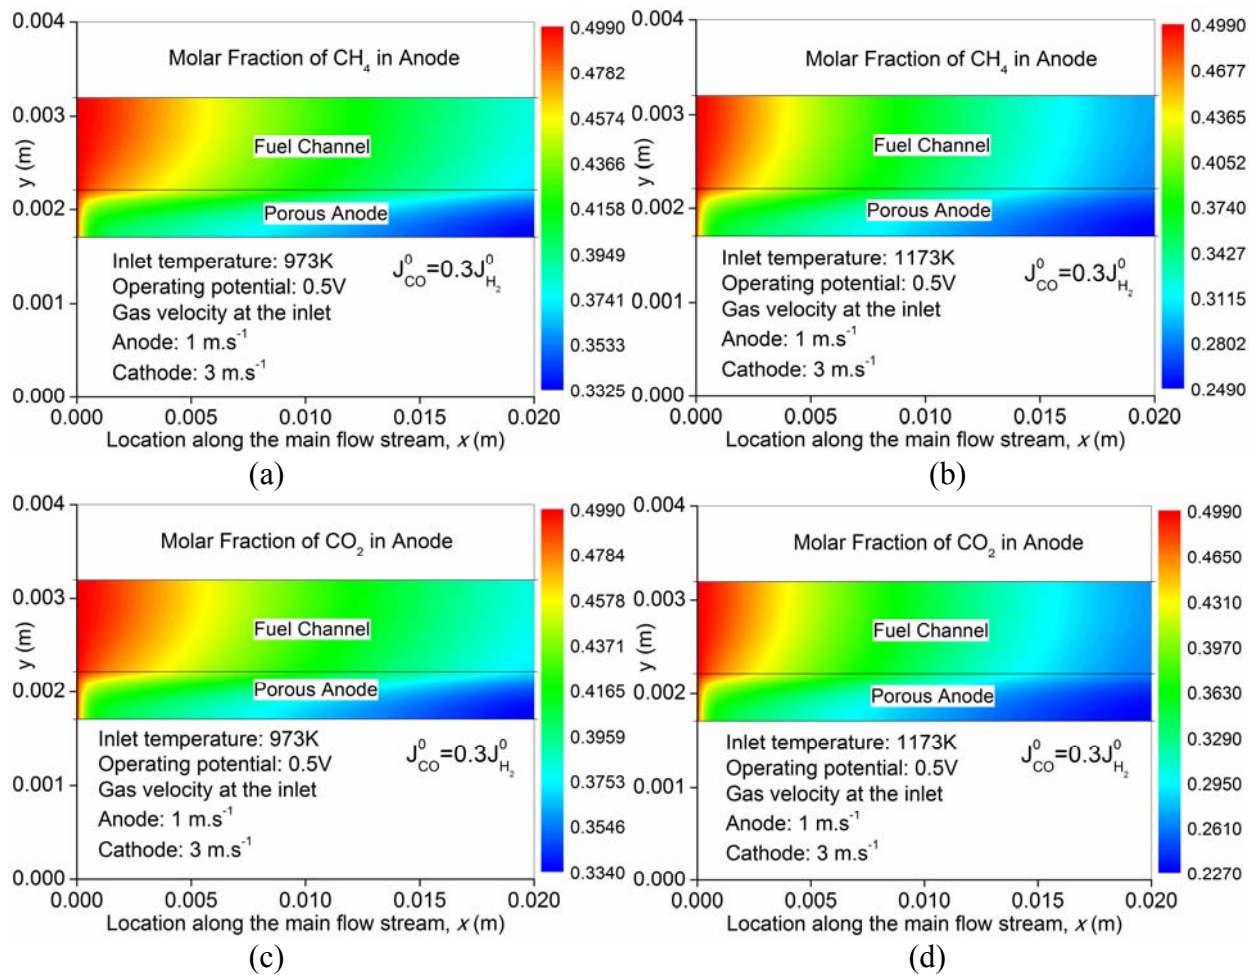 0.004
0.003
0.002
0.001
0.000
y (m)
Molar Fraction of CH4 in Anode
Fuel Channel
Porous Anode
Inlet temperature: 973K
J⁰CO=0.3J⁰H2
Operating potential: 0.5V
Gas velocity at the inlet
Anode: 1 m.s⁻¹
Cathode: 3 m.s⁻¹
0.000 0.005 0.010 0.015 0.020
Location along the main flow stream, x (m)
0.4990
0.4782
0.4574
0.4366
0.4158
0.3949
0.3741
0.3533
0.3325
(a)
0.004
0.003
0.002
0.001
0.000
y (m)
Molar Fraction of CH4 in Anode
Fuel Channel
Porous Anode
Inlet temperature: 1173K
J⁰CO=0.3J⁰H2
Operating potential: 0.5V
Gas velocity at the inlet
Anode: 1 m.s⁻¹
Cathode: 3 m.s⁻¹
0.000 0.005 0.010 0.015 0.020
Location along the main flow stream, x (m)
0.4990
0.4677
0.4365
0.4052
0.3740
0.3427
0.3115
0.2802
0.2490
(b)
0.004
0.003
0.002
0.001
0.000
y (m)
Molar Fraction of CO2 in Anode
Fuel Channel
Porous Anode
Inlet temperature: 973K
J⁰CO=0.3J⁰H2
Operating potential: 0.5V
Gas velocity at the inlet
Anode: 1 m.s⁻¹
Cathode: 3 m.s⁻¹
0.000 0.005 0.010 0.015 0.020
Location along the main flow stream, x (m)
0.4990
0.4784
0.4578
0.4371
0.4165
0.3959
0.3753
0.3546
0.3340
(c)
0.004
0.003
0.002
0.001
0.000
y (m)
Molar Fraction of CO2 in Anode
Fuel Channel
Porous Anode
Inlet temperature: 1173K
J⁰CO=0.3J⁰H2
Operating potential: 0.5V
Gas velocity at the inlet
Anode: 1 m.s⁻¹
Cathode: 3 m.s⁻¹
0.000 0.005 0.010 0.015 0.020
Location along the main flow stream, x (m)
0.4990
0.4650
0.4310
0.3970
0.3630
0.3290
0.2950
0.2610
0.2270
(d)